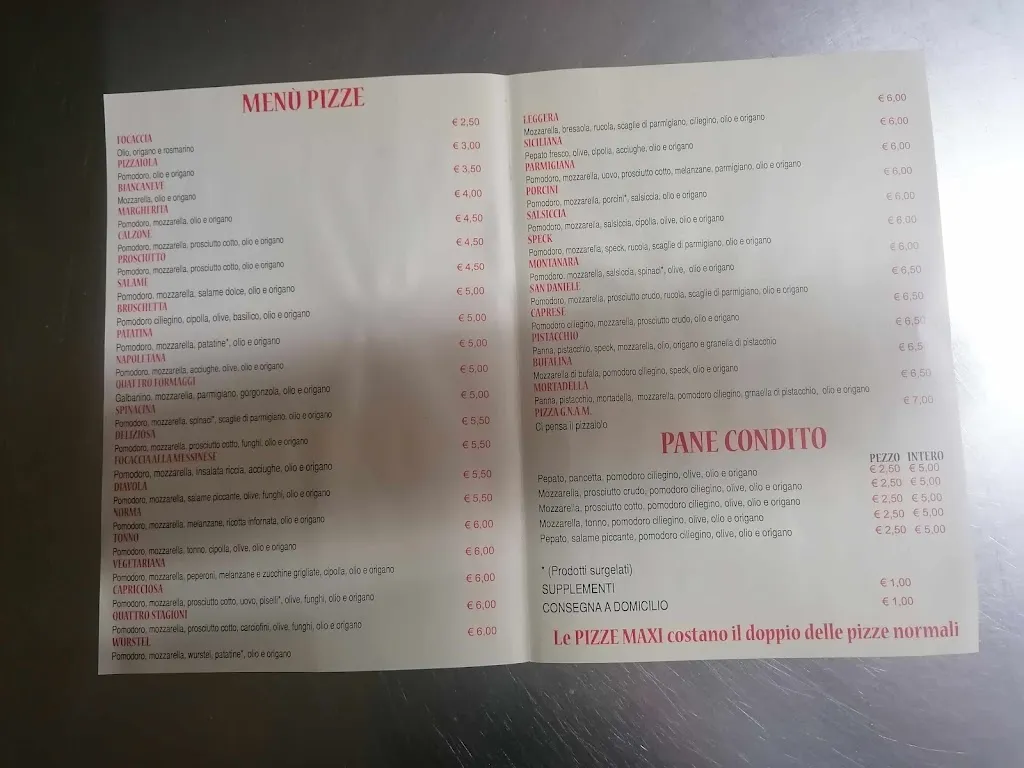 MENÙ PIZZE
FOCACCIA € 2,50
Olio, origano e rosmarino
PIZZAIOLA € 3,00
Pomodoro, olio e origano
BIANCANEVE € 3,50
Mozzarella, olio e origano
MARGHERITA € 4,00
Pomodoro, mozzarella, olio e origano
CALZONE € 4,50
Pomodoro, mozzarella, prosciutto cotto, olio e origano
PROSCIUTTO € 4,50
Pomodoro, mozzarella, prosciutto cotto, olio e origano
SALAME € 4,50
Pomodoro, mozzarella, salame dolce, olio e origano
BRUSCHETTA € 5,00
Pomodoro ciliegino, cipolla, olive, basilico, olio e origano
PATATINA € 5,00
Pomodoro, mozzarella, patatine*, olio e origano
NAPOLETANA € 5,00
Pomodoro, mozzarella, acciughe, olive, olio e origano
QUATTRO FORMAGGI € 5,00
Galbanino, mozzarella, parmigiano, gorgonzola, olio e origano
SPINACINA € 5,00
Pomodoro, mozzarella, spinaci*, scaglie di parmigiano, olio e origano
DELIZIOSA € 5,50
Pomodoro, mozzarella, prosciutto cotto, funghi, olio e origano
FOCACCIA ALLA MESSINESE € 5,50
Pomodoro, mozzarella, insalata riccia, acciughe, olio e origano
DIAVOLA € 5,50
Pomodoro, mozzarella, salame piccante, olive, funghi, olio e origano
NORMA € 5,50
Pomodoro, mozzarella, melanzane, ricotta infornata, olio e origano
TONNO € 6,00
Pomodoro, mozzarella, tonno, cipolla, olive, olio e origano
VEGETARIANA € 6,00
Pomodoro, mozzarella, peperoni, melanzane e zucchine grigliate, cipolla, olio e origano
CAPRICCIOSA € 6,00
Pomodoro, mozzarella, prosciutto cotto, uovo, piselli*, olive, funghi, olio e origano
QUATTRO STAGIONI € 6,00
Pomodoro, mozzarella, prosciutto cotto, carciofini, olive, funghi, olio e origano
WURSTEL € 6.00
Pomodoro, mozzarella, wurstel, patatine*, olio e origano
LEGGERA € 6,00
Mozzarella, bresaola, rucola, scaglie di parmigiano, ciliegino, olio e origano
SICILIANA € 6,00
Pepato fresco, olive, cipolla, acciughe, olio e origano
PARMIGIANA € 6,00
Pomodoro, mozzarella, uovo, prosciutto cotto, melanzane, parmigiano, olio e origano
PORCINI € 6,00
Pomodoro, mozzarella, porcini*, salsiccia, olio e origano
SALSICCIA € 6,00
Pomodoro, mozzarella, salsiccia, cipolla, olive, olio e origano
SPECK € 6,00
Pomodoro, mozzarella, speck, rucola, scaglie di parmigiano, olio e origano
MONTANARA € 6,00
Pomodoro, mozzarella, salsiccia, spinaci*, olive, olio e origano
SAN DANIELE € 6,50
Pomodoro, mozzarella, prosciutto crudo, rucola, scaglie di parmigiano, olio e origano
CAPRESE € 6,50
Pomodoro ciliegino, mozzarella, prosciutto crudo, olio e origano
PISTACCHIO € 6,50
Panna, pistacchio, speck, mozzarella, olio, origano e granella di pistacchio
BUFALINA € 6,5
Mozzarella di bufala, pomodoro ciliegino, speck, olio e origano
MORTADELLA € 6,50
Panna, pistacchio, mortadella, mozzarella, pomodoro ciliegino, grnaella di pistacchio, olio e origano
PIZZA G.N.A.M. € 7,00
Ci pensa il pizzaiolo
PANE CONDITO
PEZZO INTERO
Pepato, pancetta, pomodoro ciliegino, olive, olio e origano € 2,50 € 5,00
Mozzarella, prosciutto crudo, pomodoro ciliegino, olive, olio e origano € 2,50 € 5,00
Mozzarella, prosciutto cotto, pomodoro ciliegino, olive, olio e origano € 2,50 € 5,00
Mozzarella, tonno, pomodoro ciliegino, olive, olio e origano € 2,50 € 5,00
Pepato, salame piccante, pomodoro ciliegino, olive, olio e origano € 2,50 € 5,00
* (Prodotti surgelati)
SUPPLEMENTI € 1,00
CONSEGNA A DOMICILIO € 1,00
Le PIZZE MAXI costano il doppio delle pizze normali